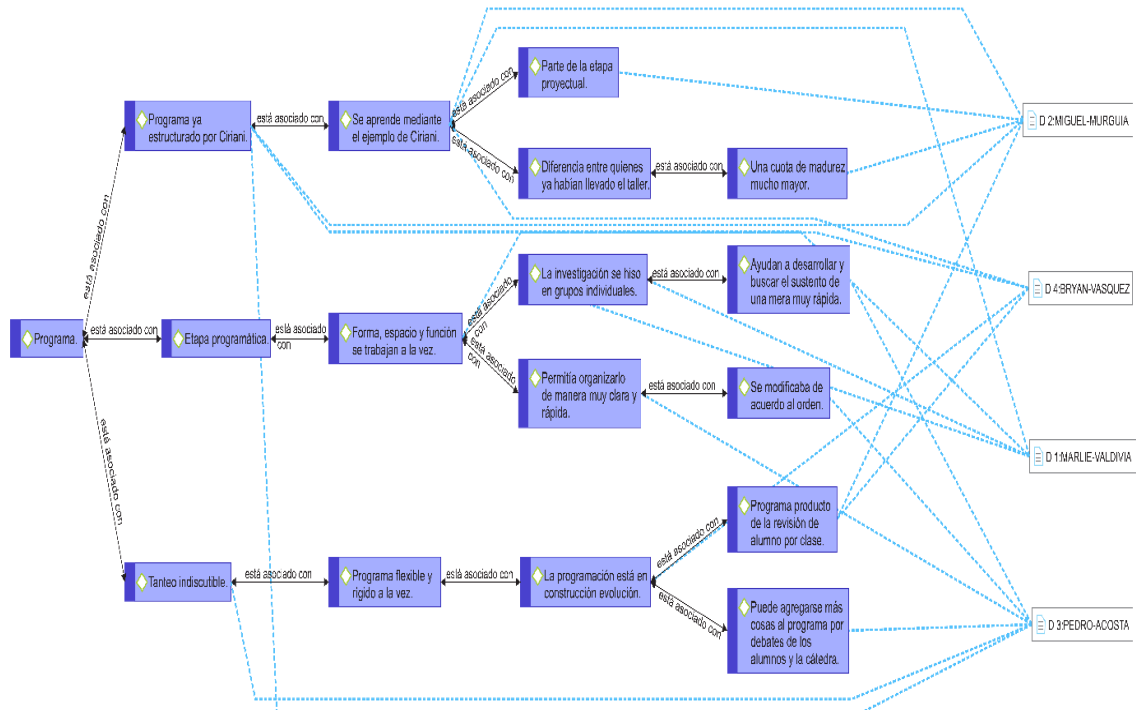 Parte de la etapa
proyectual.
está asociado con
Programa ya
estructurado por Ciriani.
está asociado con
Se aprende mediante
el ejemplo de Ciriani.
D 2:MIGUEL-MURGUIA
está asociado con
Diferencia entre quienes
ya habían llevado el taller.
está asociado con
Una cuota de madurez
mucho mayor.
está asociado con
La investigación se hiso
en grupos individuales.
está asociado con
Ayudan a desarrollar y
buscar el sustento de
una mera muy rápida.
D 4:BRYAN-VASQUEZ
está asociado con
Programa.
está asociado con
Etapa programática.
está asociado
con
Forma, espacio y función
se trabajan a la vez.
está asociado
con
Permitía organizarlo
de manera muy clara y
rápida.
está asociado con
Se modificaba de
acuerdo al orden.
está asociado con
D 1:MARLIE-VALDIVIA
Programa producto
de la revisión de
alumno por clase.
está asociado con
Tanteo indiscutible.
está asociado con
Programa flexible y
rígido a la vez.
está asociado con
La programación está en
construcción evolución.
está asociado con
Puede agregarse más
cosas al programa por
debates de los
alumnos y la cátedra.
D 3:PEDRO-ACOSTA